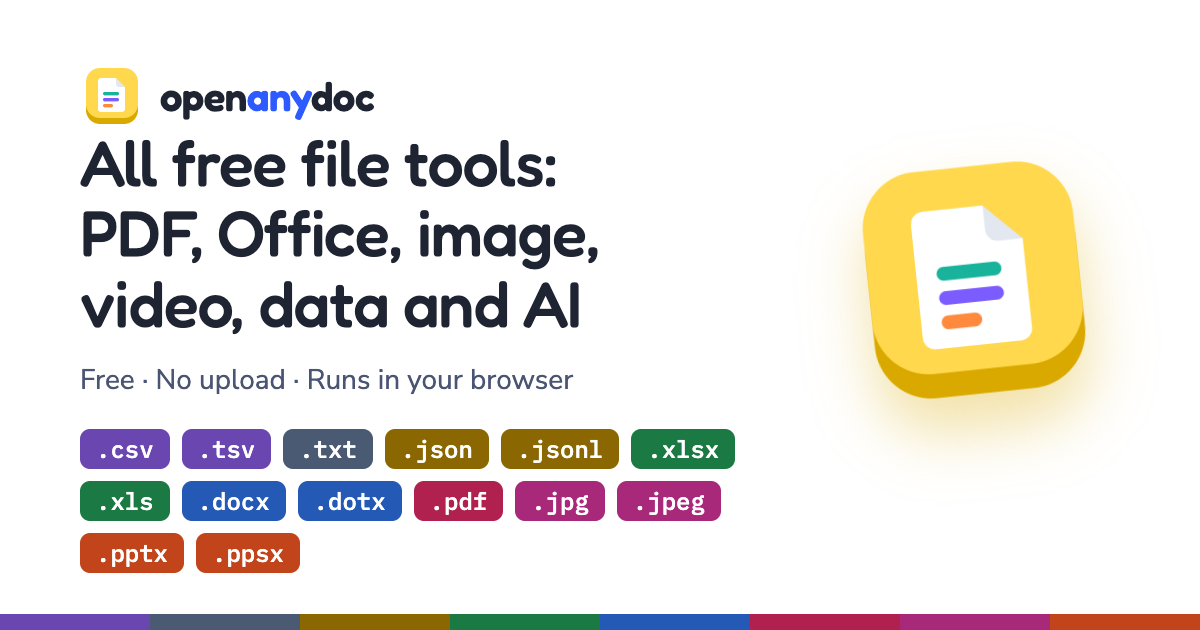 openanydoc
All free file tools:
PDF, Office, image,
video, data and AI
Free · No upload · Runs in your browser
.csv .tsv .txt .json .jsonl .xlsx
.xls .docx .dotx .pdf .jpg .jpeg
.pptx .ppsx